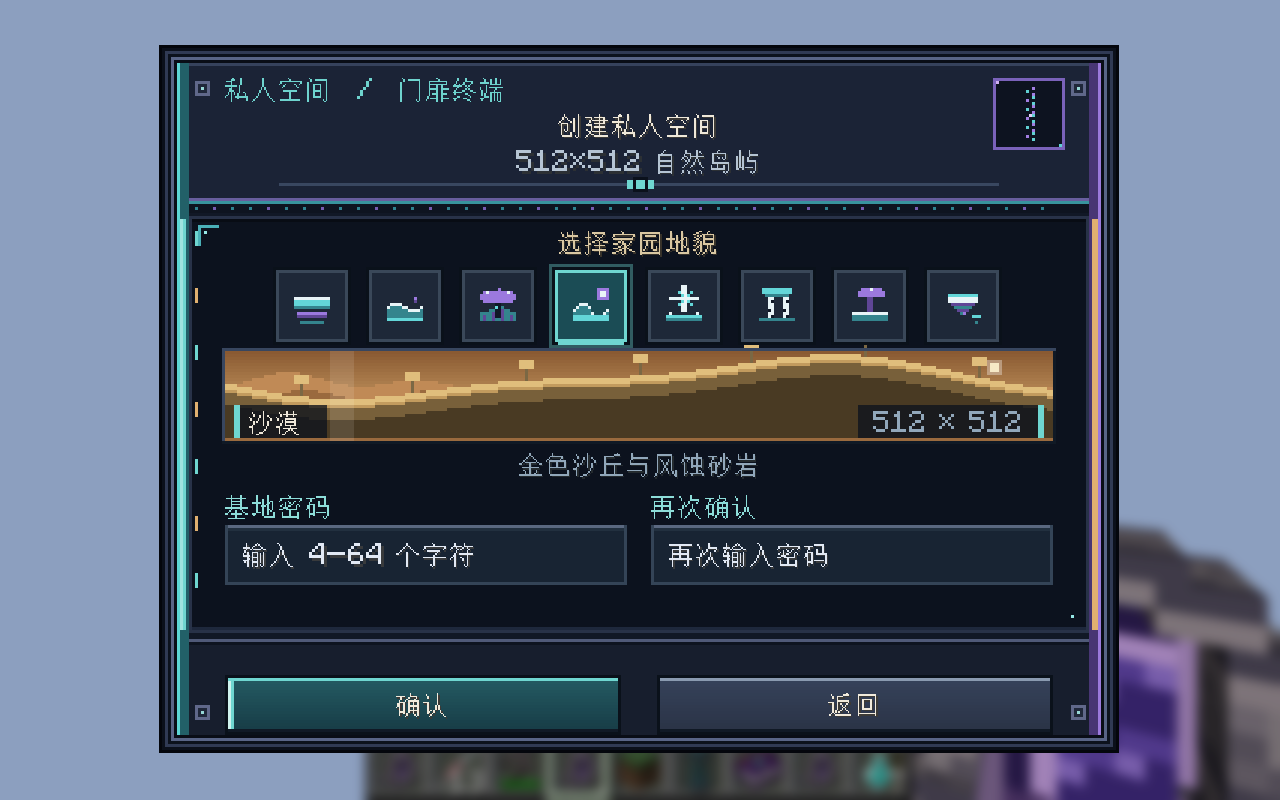 私人空间 / 门扉终端
创建私人空间
512×512 自然岛屿
选择家园地貌
沙漠
512 × 512
金色沙丘与风蚀砂岩
基地密码
再次确认
输入 4—64 个字符
再次输入密码
确认
返回